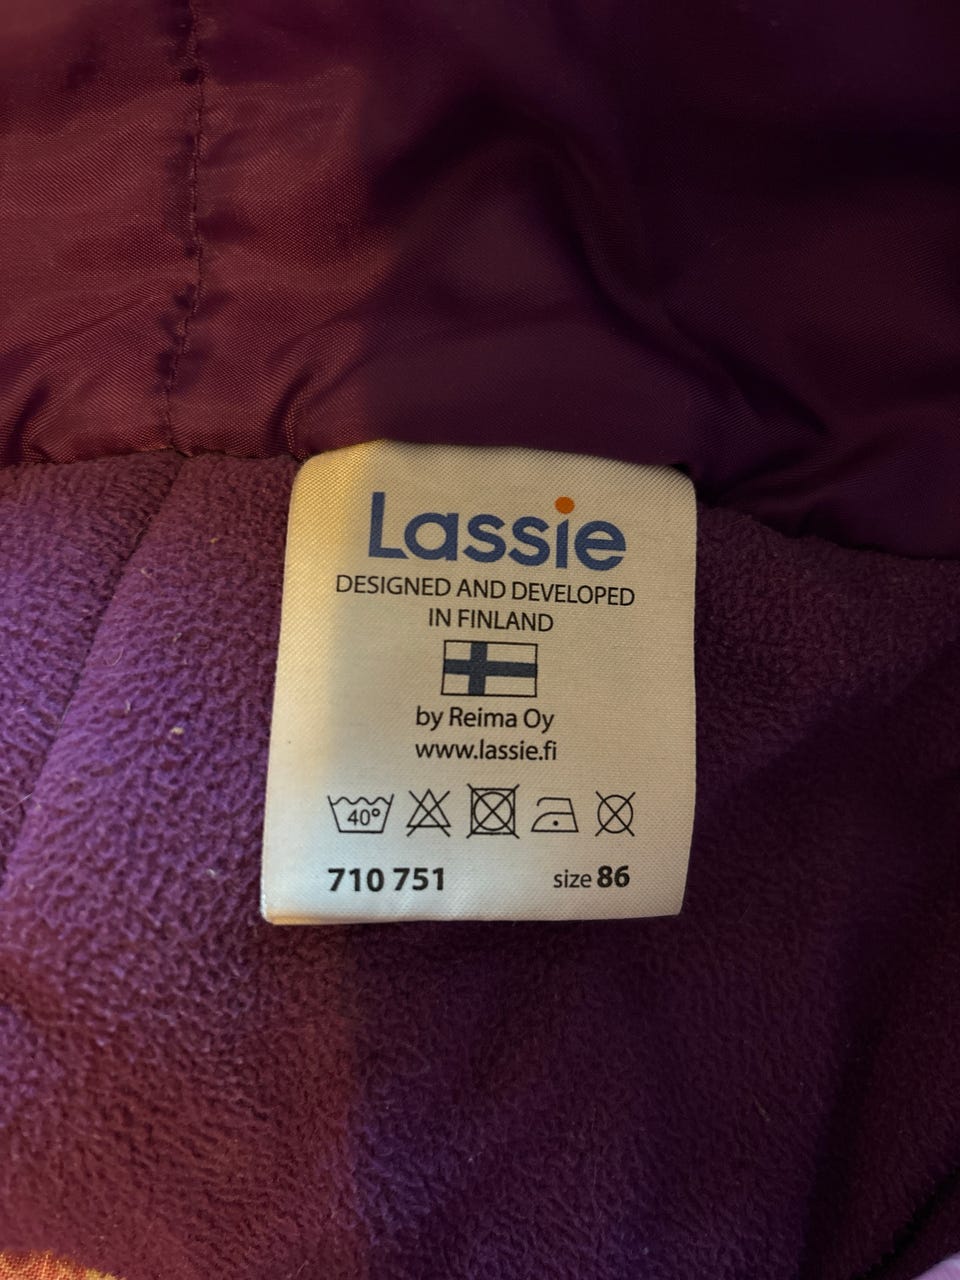 Lassie
DESIGNED AND DEVELOPED
IN FINLAND
by Reima Oy
www.lassie.fi
40°
710 751 size 86